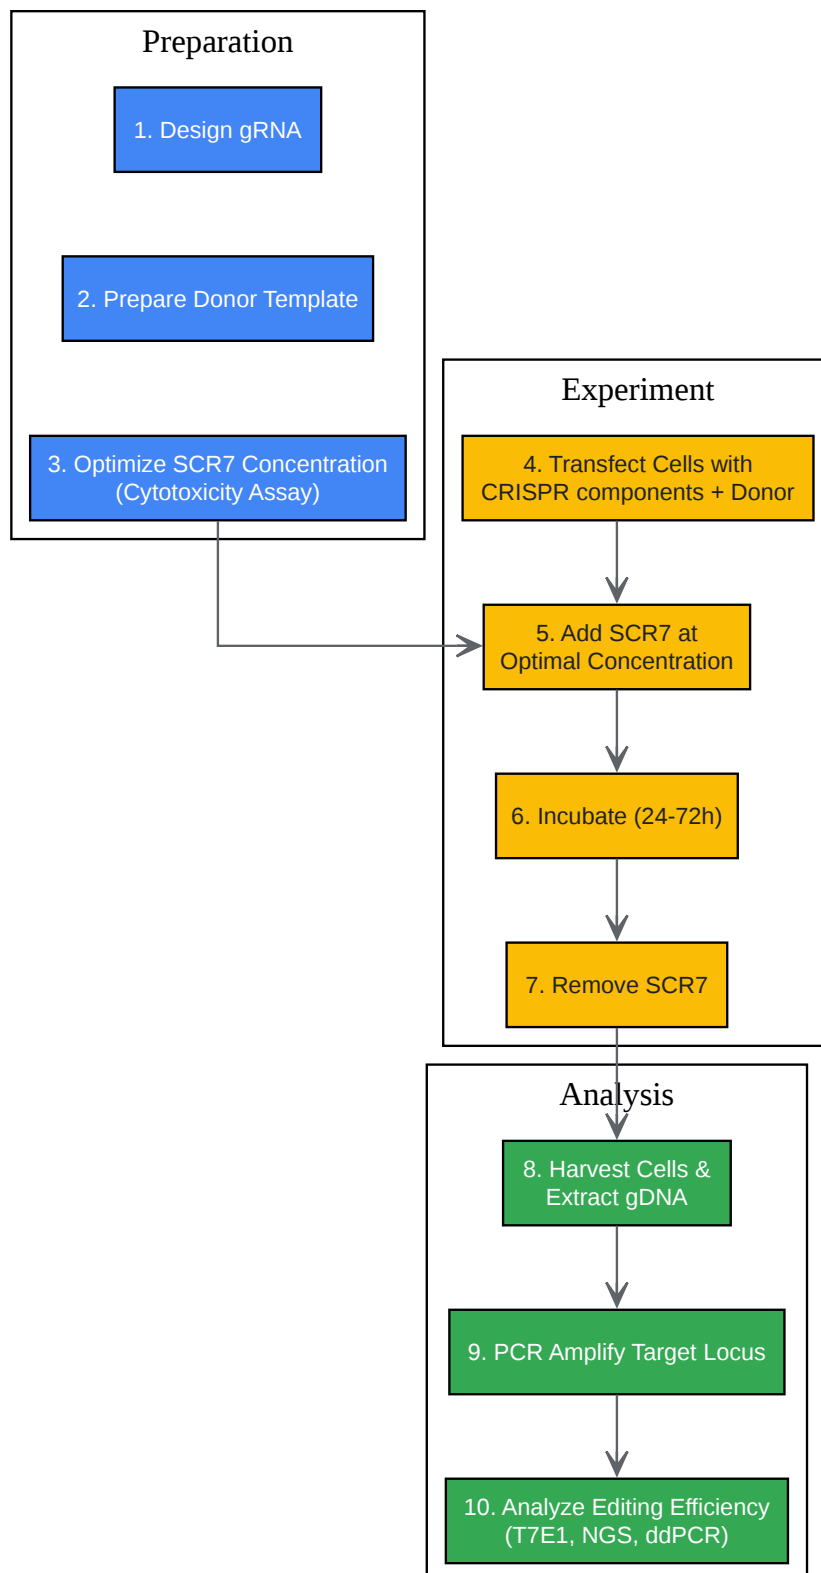 Preparation
1. Design gRNA
2. Prepare Donor Template
3. Optimize SCR7 Concentration
(Cytotoxicity Assay)
Experiment
4. Transfect Cells with
CRISPR components + Donor
5. Add SCR7 at
Optimal Concentration
6. Incubate (24-72h)
7. Remove SCR7
Analysis
8. Harvest Cells &
Extract gDNA
9. PCR Amplify Target Locus
10. Analyze Editing Efficiency
(T7E1, NGS, ddPCR)